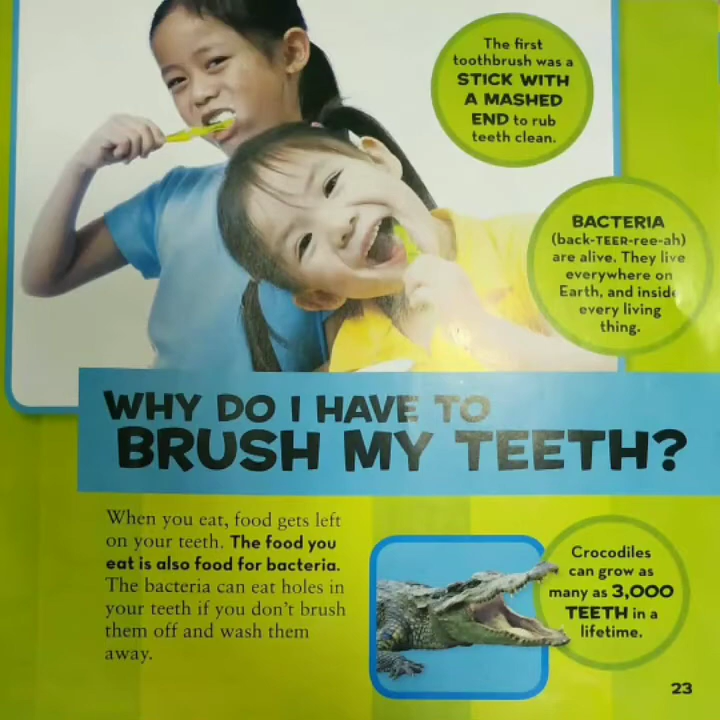 The first
toothbrush was a
STICK WITH
A MASHED
END to rub
teeth clean.
BACTERIA
(back-TEER-ree-ah)
are alive. They live
everywhere on
Earth, and inside
every living
thing.
WHY DO I HAVE TO
BRUSH MY TEETH?
When you eat, food gets left
on your teeth. The food you
eat is also food for bacteria.
The bacteria can eat holes in
your teeth if you don't brush
them off and wash them
away.
Crocodiles
can grow as
many as 3,000
TEETH in a
lifetime.
23